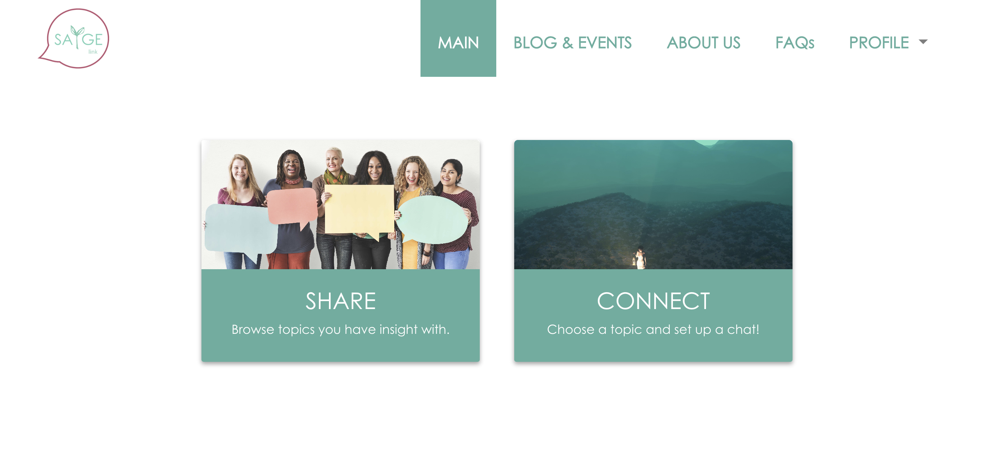 SAYGE
link
MAIN
BLOG & EVENTS
ABOUT US
FAQs
PROFILE
SHARE
Browse topics you have insight with.
CONNECT
Choose a topic and set up a chat!